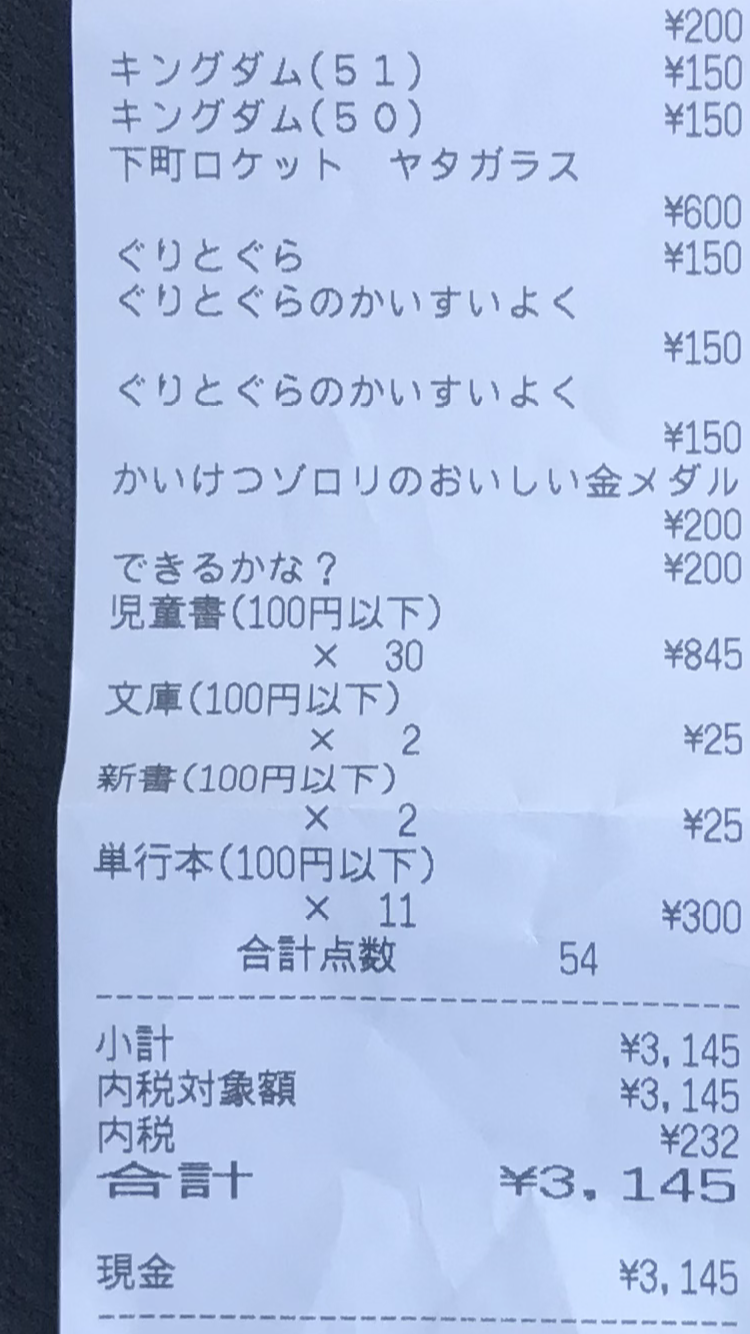 ¥200
キングダム(５１) ¥150
キングダム(５０) ¥150
下町ロケット　ヤタガラス
¥600
ぐりとぐら ¥150
ぐりとぐらのかいすいよく
¥150
ぐりとぐらのかいすいよく
¥150
かいけつゾロリのおいしい金メダル
¥200
できるかな？ ¥200
児童書(100円以下)
× 30 ¥845
文庫(100円以下)
× 2 ¥25
新書(100円以下)
× 2 ¥25
単行本(100円以下)
× 11 ¥300
合計点数 54
小計 ¥3,145
内税対象額 ¥3,145
内税 ¥232
合計 ¥3,145
現金 ¥3,145